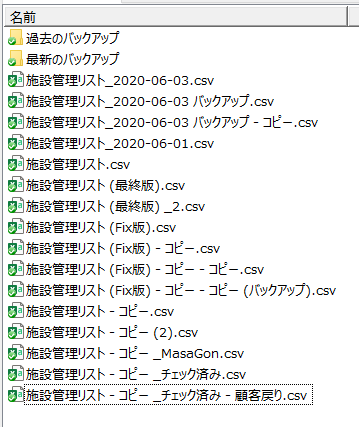 名前
過去のバックアップ
最新のバックアップ
施設管理リスト_2020-06-03.csv
施設管理リスト_2020-06-03 バックアップ.csv
施設管理リスト_2020-06-03 バックアップ - コピー.csv
施設管理リスト_2020-06-01.csv
施設管理リスト.csv
施設管理リスト (最終版).csv
施設管理リスト (最終版) _2.csv
施設管理リスト (Fix版).csv
施設管理リスト (Fix版) - コピー.csv
施設管理リスト (Fix版) - コピー - コピー.csv
施設管理リスト (Fix版) - コピー - コピー (バックアップ).csv
施設管理リスト - コピー.csv
施設管理リスト - コピー (2).csv
施設管理リスト - コピー _MasaGon.csv
施設管理リスト - コピー _チェック済み.csv
施設管理リスト - コピー _チェック済み - 顧客戻り.csv